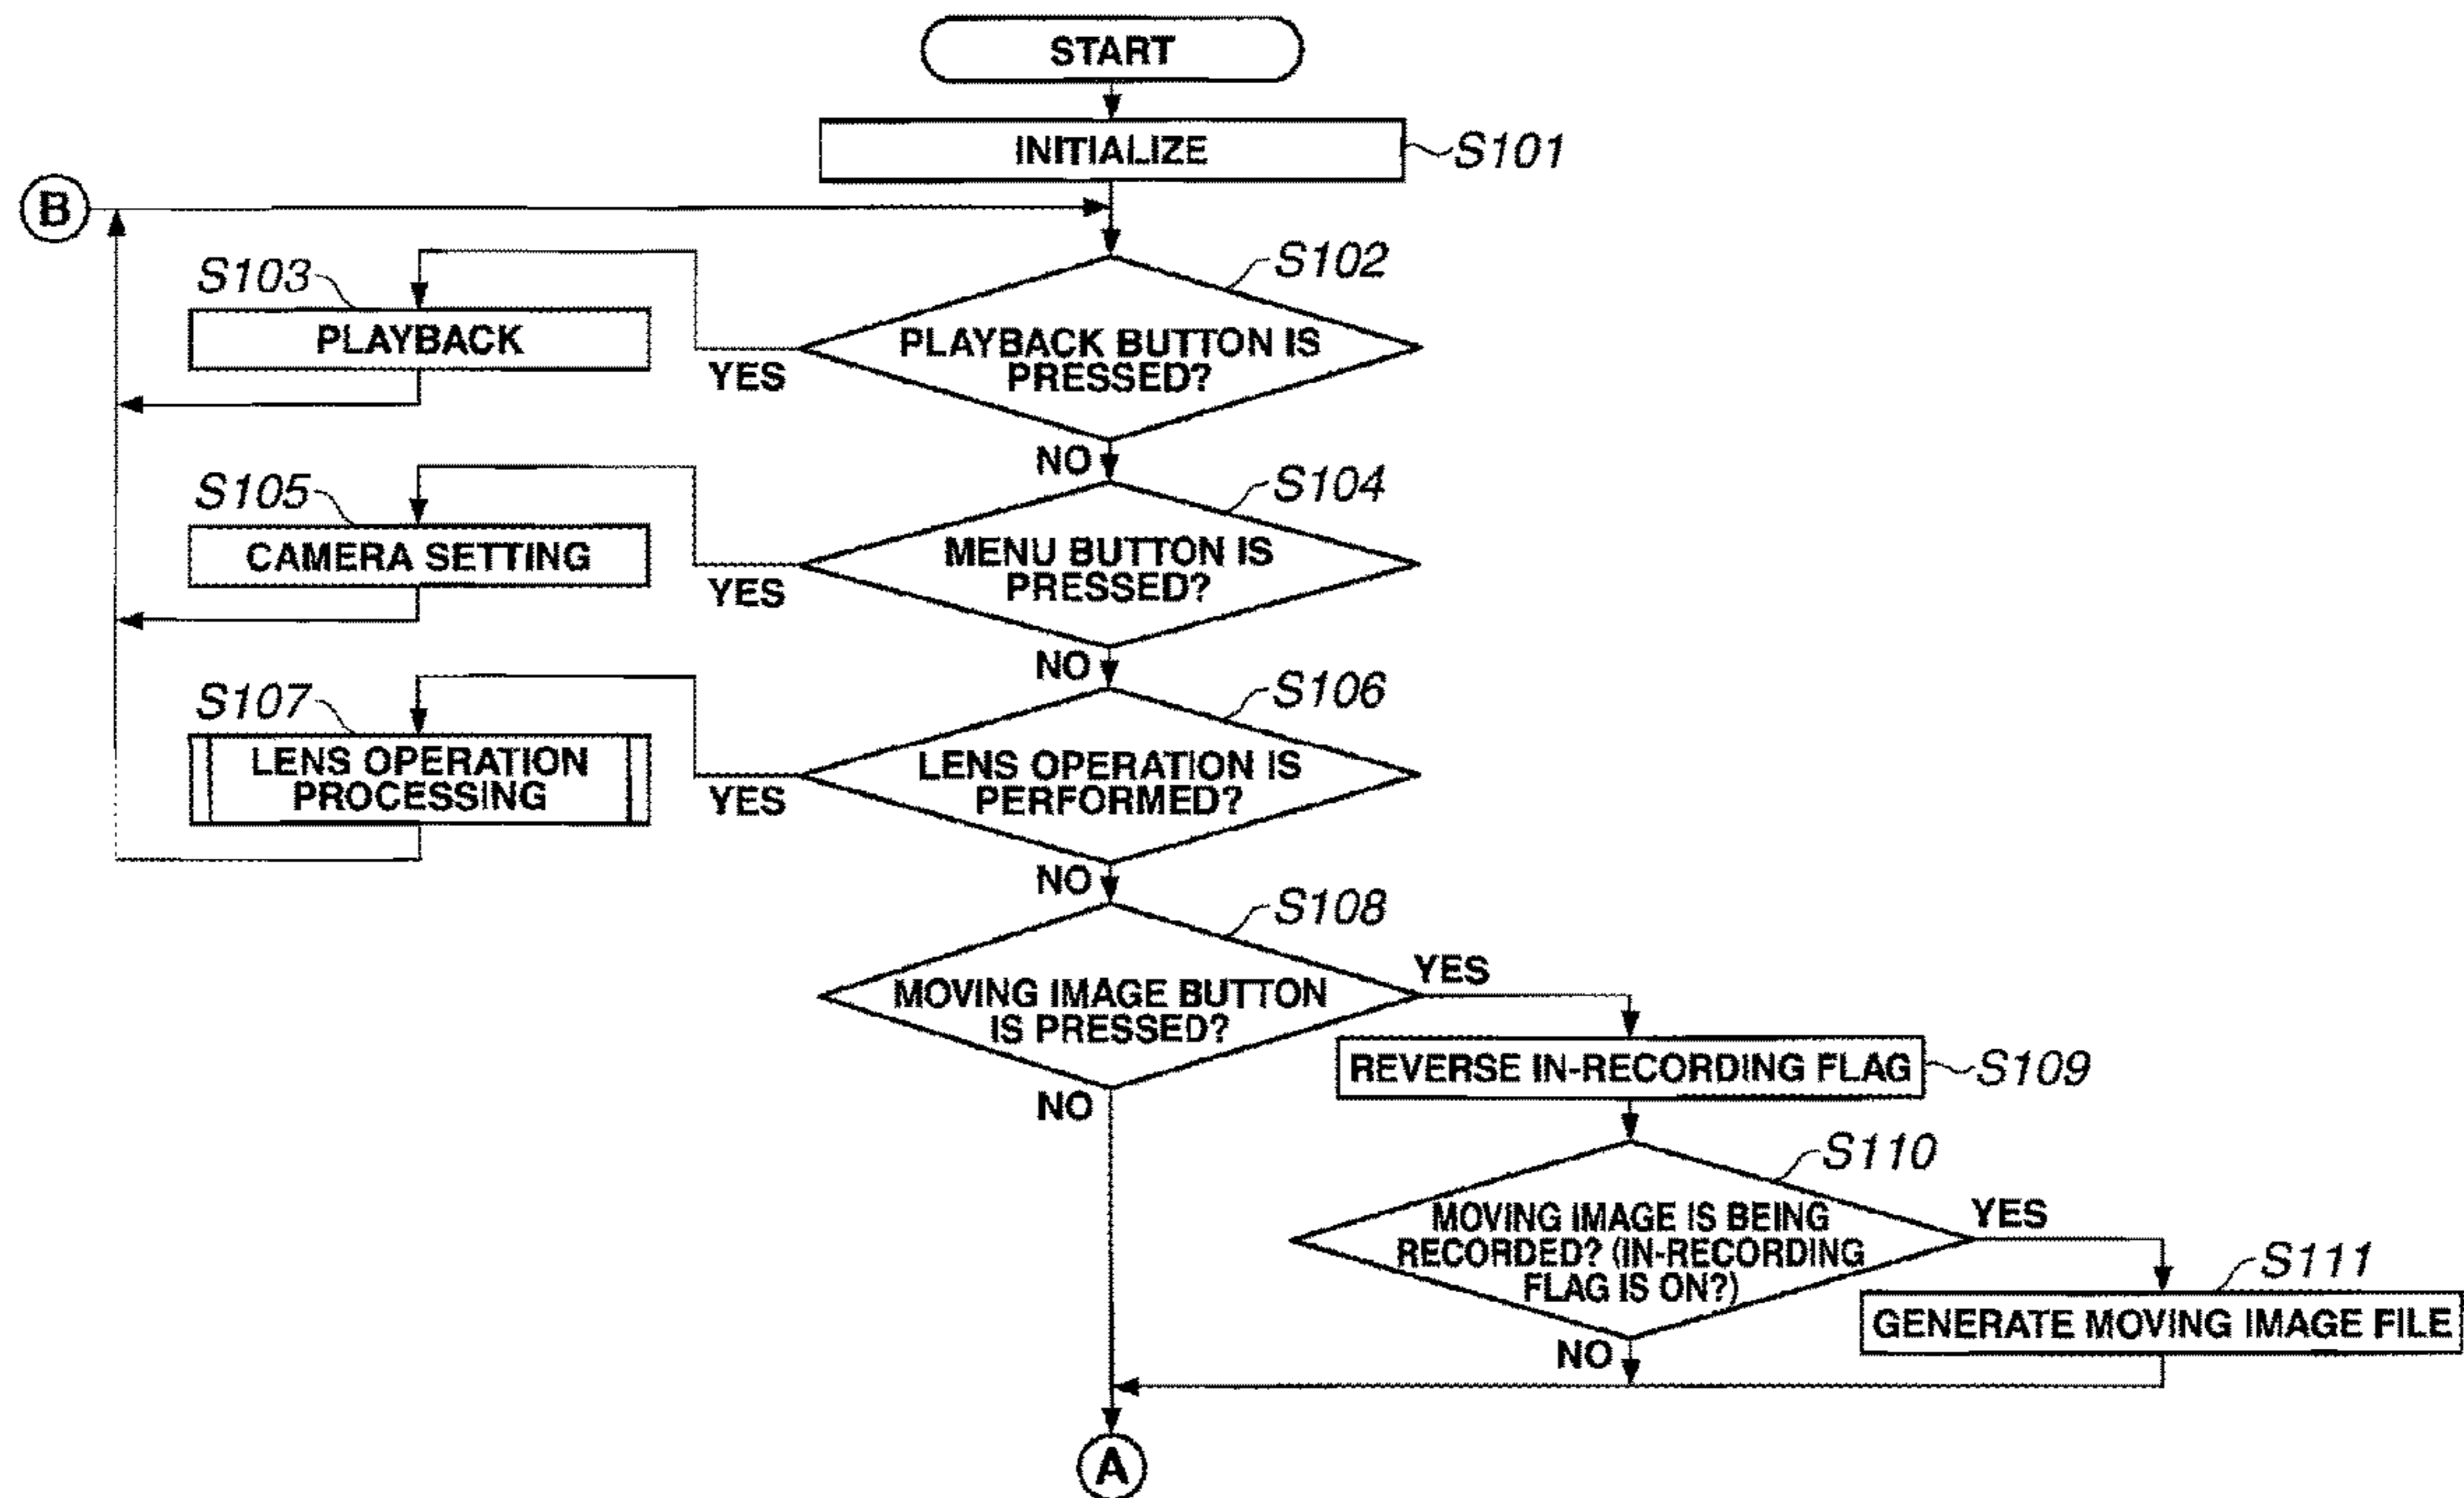 START
INITIALIZE
S101
B
S102
S103
PLAYBACK
PLAYBACK BUTTON IS
PRESSED?
YES
NO
S104
S105
CAMERA SETTING
MENU BUTTON IS
PRESSED?
YES
NO
S106
S107
LENS OPERATION
PROCESSING
LENS OPERATION IS
PERFORMED?
YES
NO
S108
MOVING IMAGE BUTTON
IS PRESSED?
YES
NO
REVERSE IN-RECORDING FLAG
S109
S110
MOVING IMAGE IS BEING
RECORDED? (IN-RECORDING
FLAG IS ON?)
YES
NO
S111
GENERATE MOVING IMAGE FILE
A